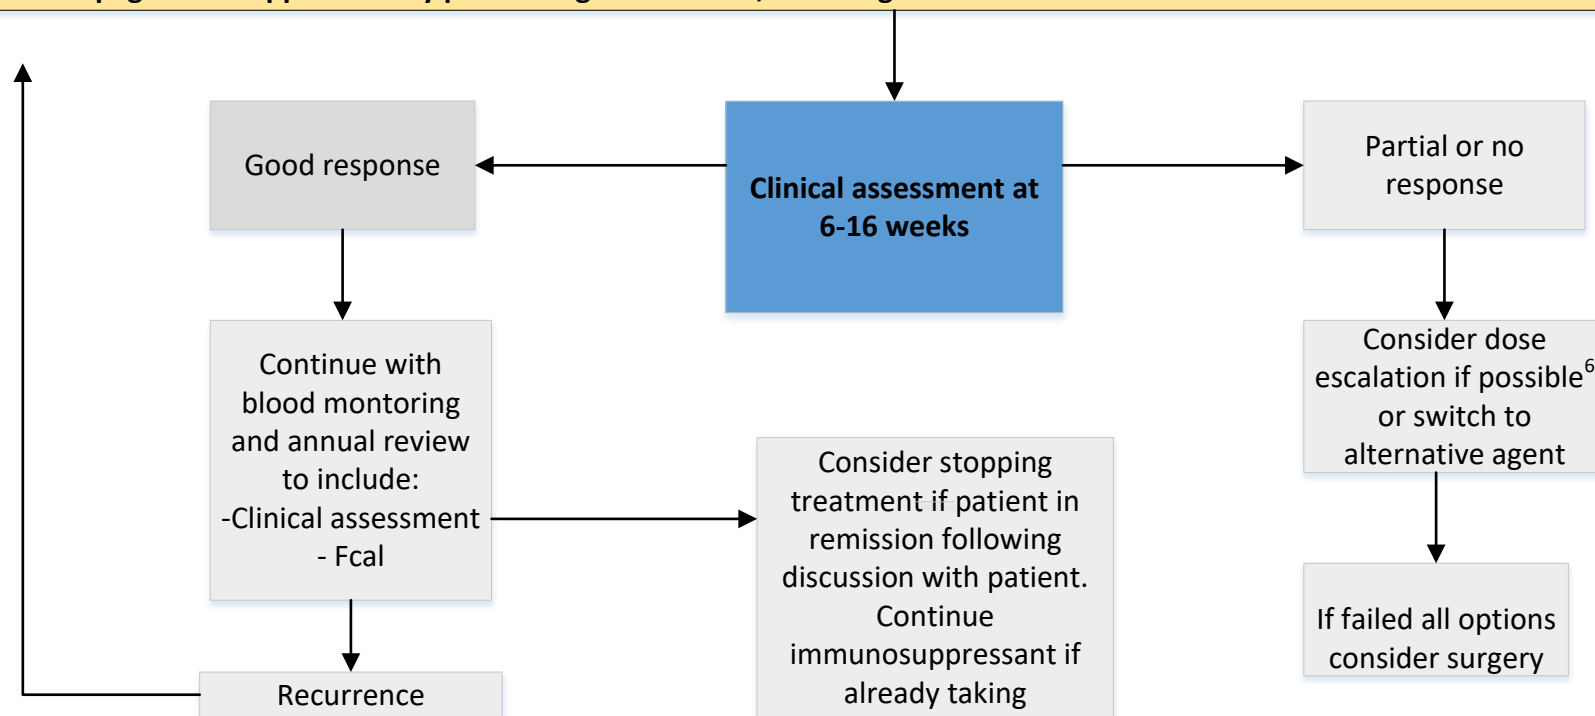 Good response
Clinical assessment at
6-16 weeks
Partial or no
response
Continue with
blood montoring
and annual review
to include:
-Clinical assessment
- Fcal
Consider stopping
treatment if patient in
remission following
discussion with patient.
Continue
immunosuppressant if
already taking
Consider dose
escalation if possible6
or switch to
alternative agent
If failed all options
consider surgery
Recurrence